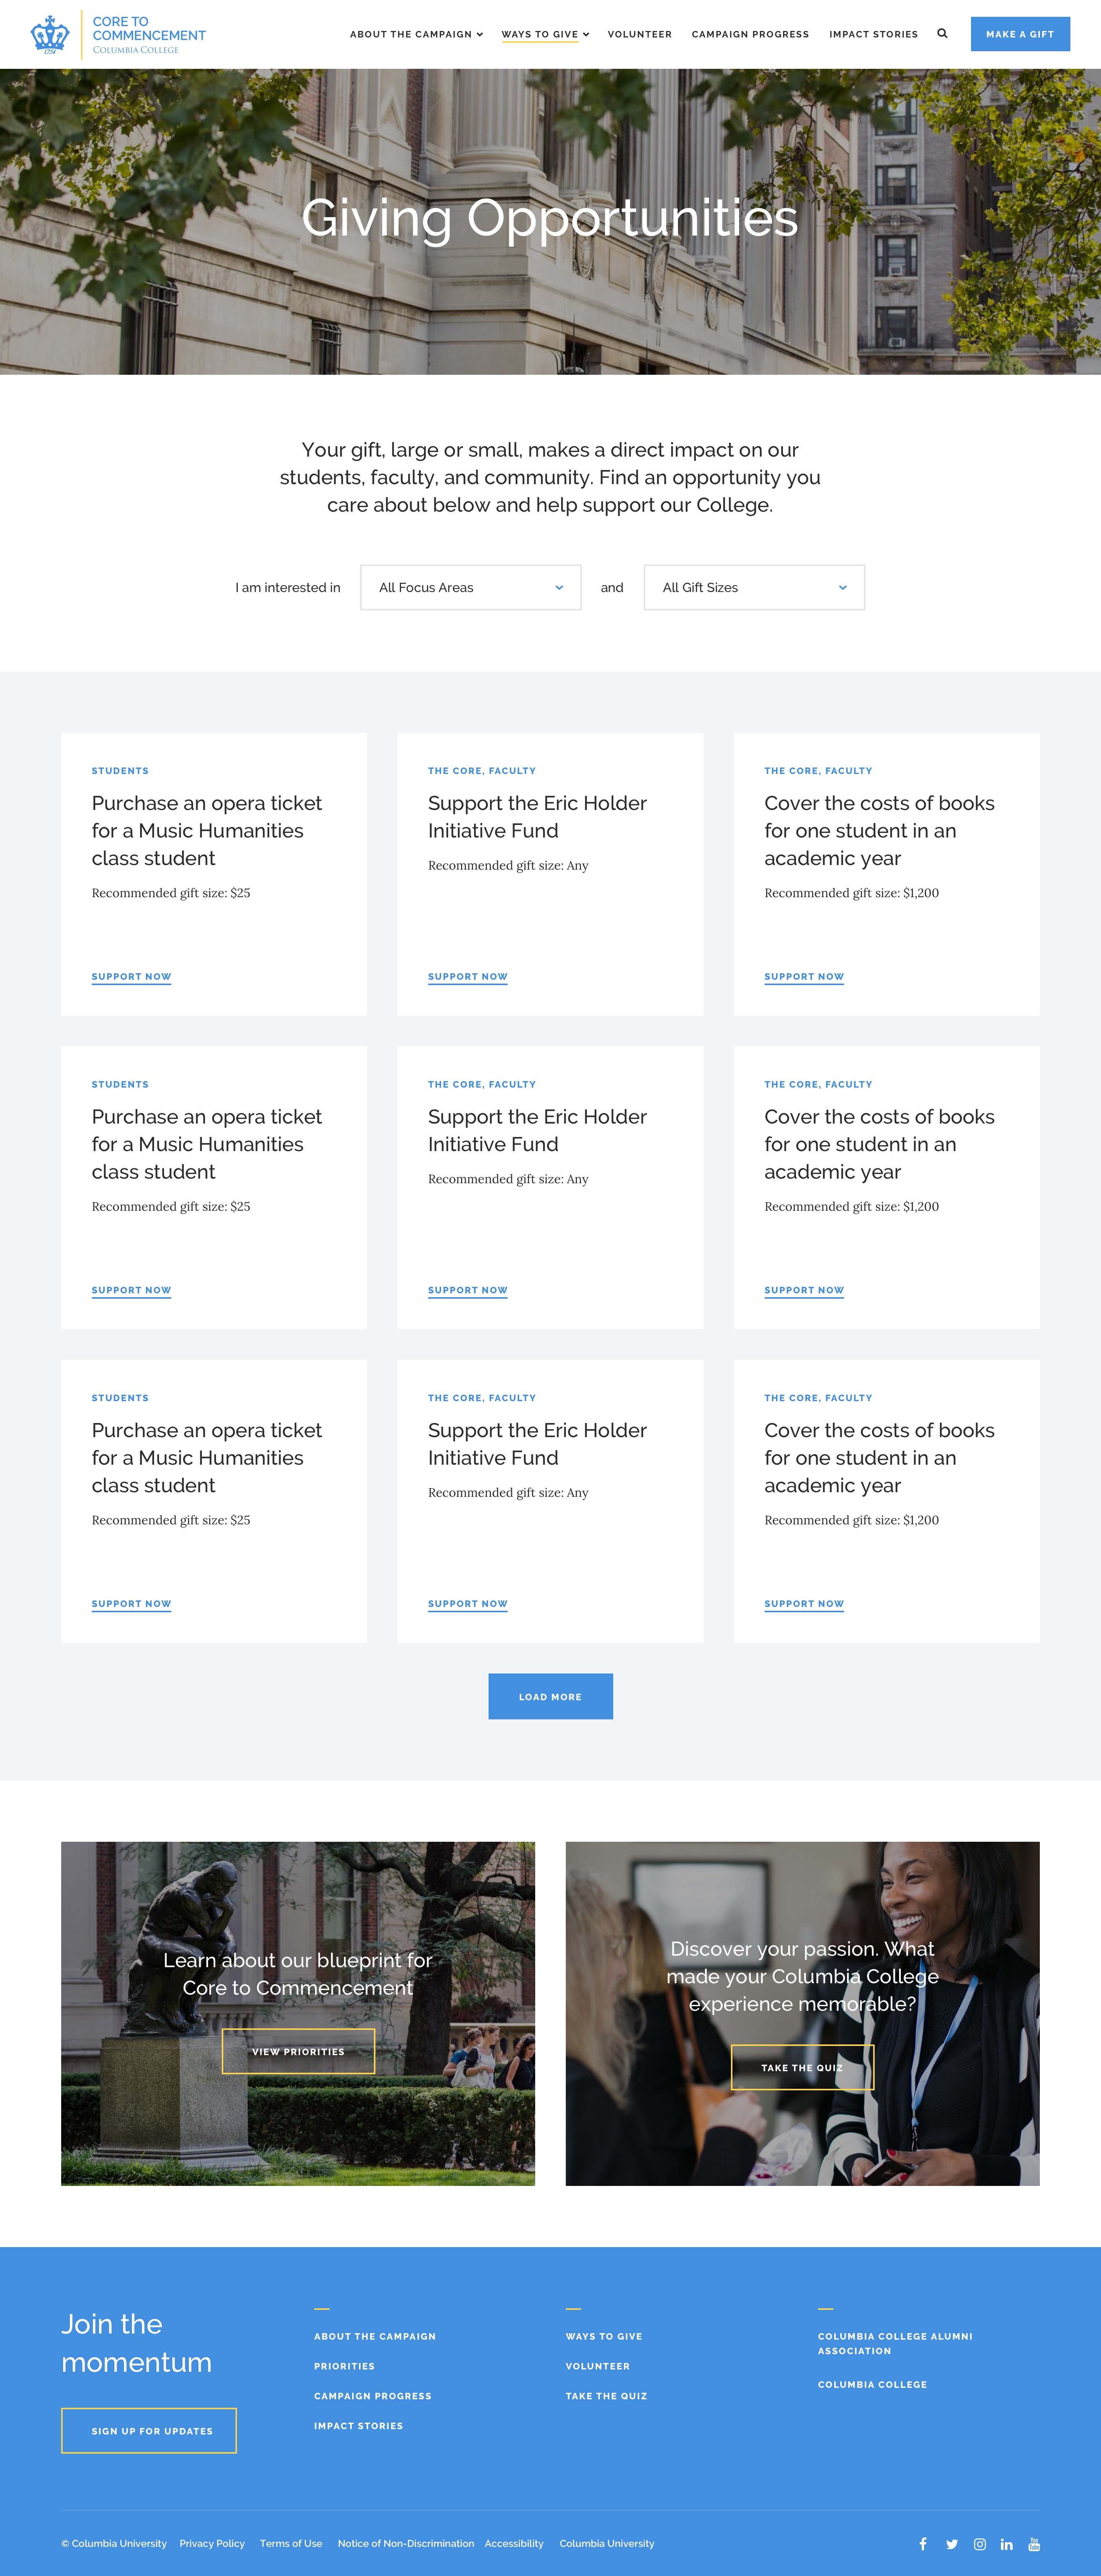 CORE TO
COMMENCEMENT
COLUMBIA COLLEGE
1754
ABOUT THE CAMPAIGN
WAYS TO GIVE
VOLUNTEER
CAMPAIGN PROGRESS
IMPACT STORIES
MAKE A GIFT
Giving Opportunities
Your gift, large or small, makes a direct impact on our
students, faculty, and community. Find an opportunity you
care about below and help support our College.
I am interested in
All Focus Areas
and
All Gift Sizes
STUDENTS
Purchase an opera ticket
for a Music Humanities
class student
Recommended gift size: $25
SUPPORT NOW
THE CORE, FACULTY
Support the Eric Holder
Initiative Fund
Recommended gift size: Any
SUPPORT NOW
THE CORE, FACULTY
Cover the costs of books
for one student in an
academic year
Recommended gift size: $1,200
SUPPORT NOW
STUDENTS
Purchase an opera ticket
for a Music Humanities
class student
Recommended gift size: $25
SUPPORT NOW
THE CORE, FACULTY
Support the Eric Holder
Initiative Fund
Recommended gift size: Any
SUPPORT NOW
THE CORE, FACULTY
Cover the costs of books
for one student in an
academic year
Recommended gift size: $1,200
SUPPORT NOW
STUDENTS
Purchase an opera ticket
for a Music Humanities
class student
Recommended gift size: $25
SUPPORT NOW
THE CORE, FACULTY
Support the Eric Holder
Initiative Fund
Recommended gift size: Any
SUPPORT NOW
THE CORE, FACULTY
Cover the costs of books
for one student in an
academic year
Recommended gift size: $1,200
SUPPORT NOW
LOAD MORE
Learn about our blueprint for
Core to Commencement
VIEW PRIORITIES
Discover your passion. What
made your Columbia College
experience memorable?
TAKE THE QUIZ
Join the
momentum
SIGN UP FOR UPDATES
ABOUT THE CAMPAIGN
PRIORITIES
CAMPAIGN PROGRESS
IMPACT STORIES
WAYS TO GIVE
VOLUNTEER
TAKE THE QUIZ
COLUMBIA COLLEGE ALUMNI
ASSOCIATION
COLUMBIA COLLEGE
© Columbia University
Privacy Policy
Terms of Use
Notice of Non-Discrimination
Accessibility
Columbia University